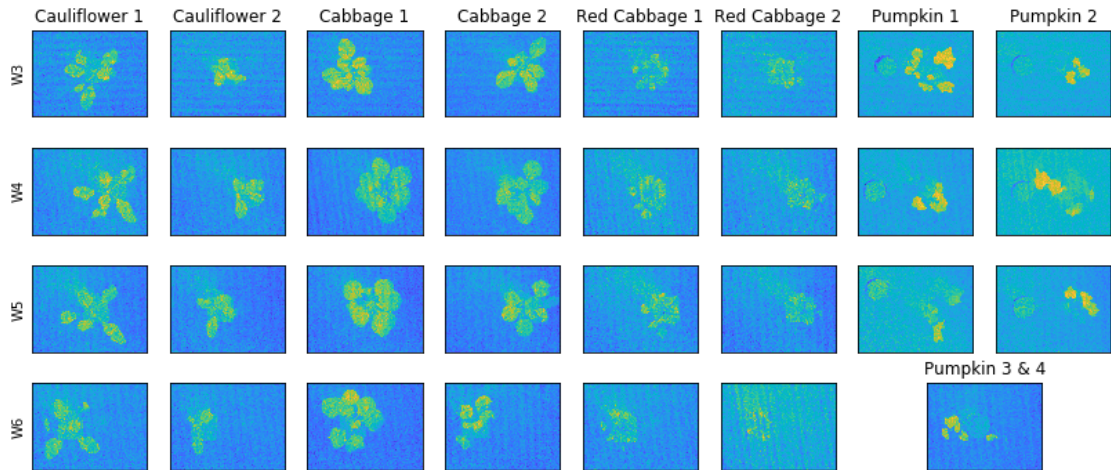 Cauliflower 1 Cauliflower 2 Cabbage 1 Cabbage 2 Red Cabbage 1 Red Cabbage 2 Pumpkin 1 Pumpkin 2
W3
W4
W5
Pumpkin 3 & 4
W6